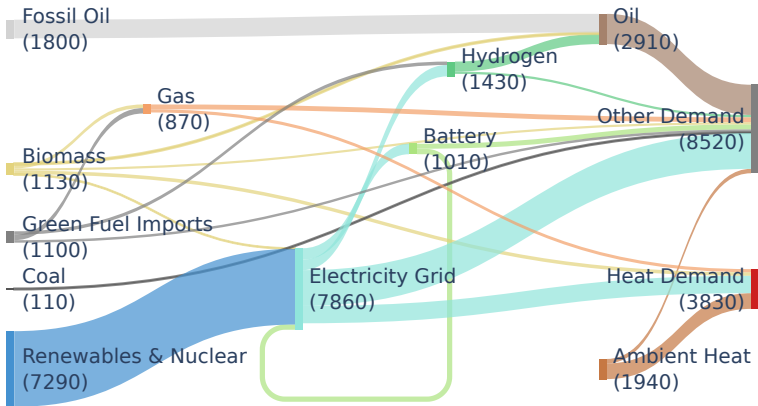 Fossil Oil
(1800)
Oil
(2910)
Hydrogen
(1430)
Gas
(870)
Other Demand
(8520)
Battery
(1010)
Biomass
(1130)
Green Fuel Imports
(1100)
Coal
(110)
Electricity Grid
(7860)
Heat Demand
(3830)
Renewables & Nuclear
(7290)
Ambient Heat
(1940)